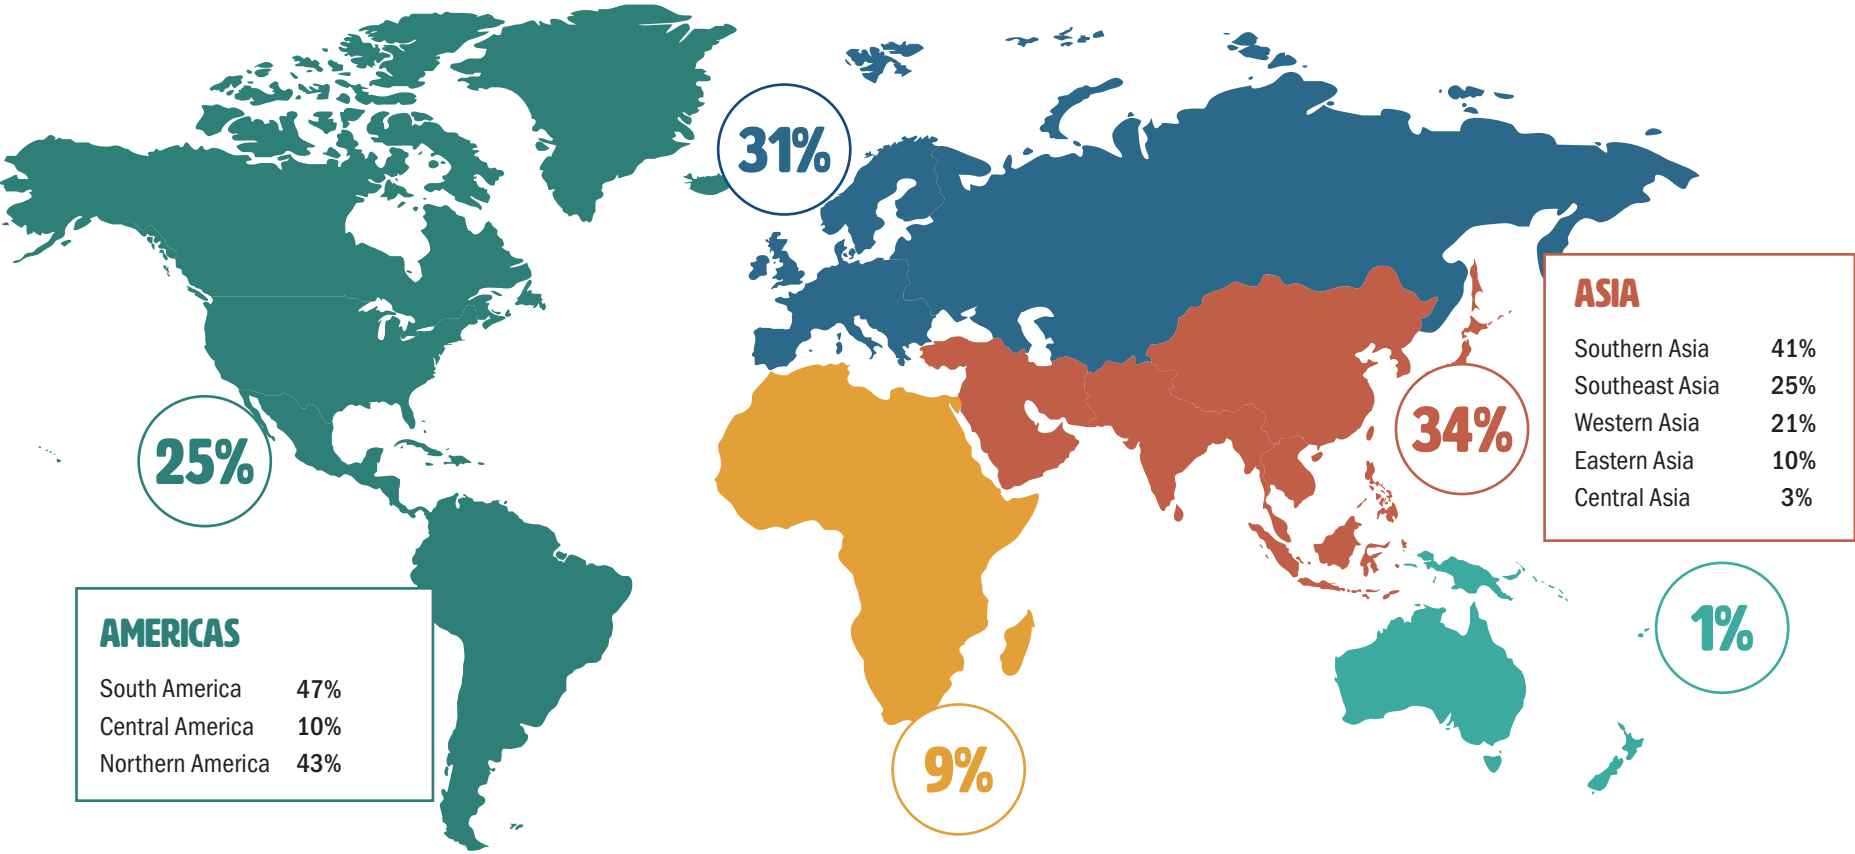 31%
25%
34%
1%
9%
ASIA
Southern Asia 41%
Southeast Asia 25%
Western Asia 21%
Eastern Asia 10%
Central Asia 3%
AMERICAS
South America 47%
Central America 10%
Northern America 43%